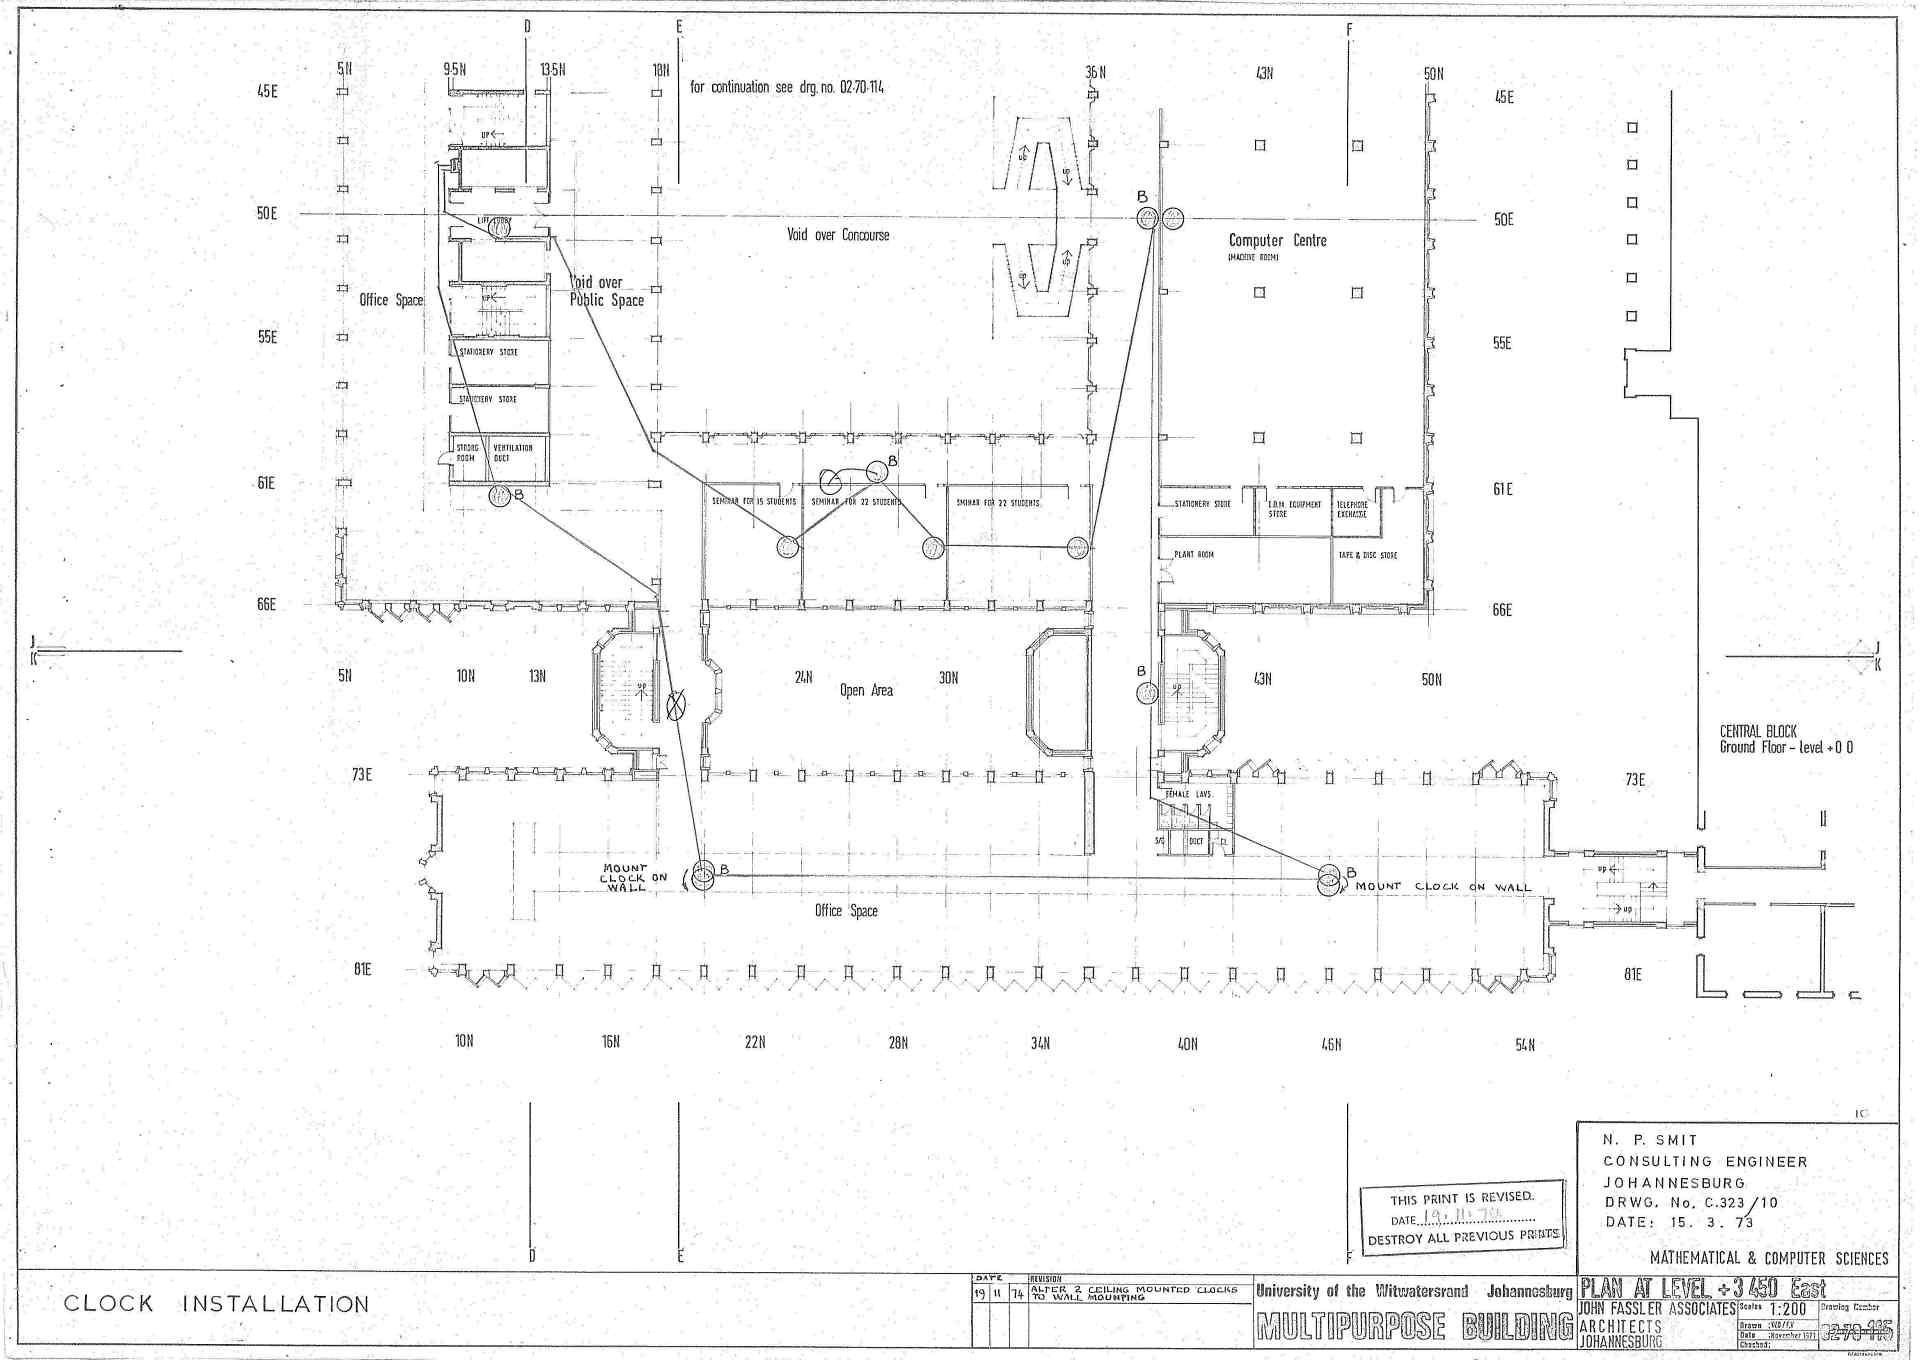 D
E
F
5N
9·5N
13·5N
18N
36N
43N
50N
for continuation see drg. no. 02·70·114
45E
45E
UP
UP
UP
50E
LIFT LOBBY
B
50E
Void over Concourse
Computer Centre
(MACHINE ROOM)
Void over
Public Space
Office Space
UP
UP
UP
55E
55E
STATIONERY STORE
STATIONERY STORE
STRONG
ROOM
VENTILATION
DUCT
B
61E
B
61E
SEMINAR FOR 15 STUDENTS
SEMINAR FOR 22 STUDENTS
SMINAR FOR 22 STUDENTS
STATIONERY STORE
I.B.M. EQUIPMENT
STORE
TELEPHONE
EXCHANGE
PLANT ROOM
TAPE & DISC STORE
66E
66E
J
K
J
K
5N
10N
13N
UP
24N
30N
Open Area
B
UP
43N
50N
CENTRAL BLOCK
Ground Floor - level +0 0
73E
73E
FEMALE LAVS.
DUCT
MOUNT
CLOCK ON
WALL
B
B
MOUNT CLOCK ON WALL
UP
UP
Office Space
81E
81E
10N
16N
22N
28N
34N
40N
46N
54N
D
E
F
10
N. P. SMIT
CONSULTING ENGINEER
JOHANNESBURG
DRWG. No. C.323/10
DATE: 15. 3. 73
MATHEMATICAL & COMPUTER SCIENCES
THIS PRINT IS REVISED.
DATE 19.11.74
DESTROY ALL PREVIOUS PRINTS
CLOCK INSTALLATION
DATE
REVISION
19 11 74 ALTER 2 CEILING MOUNTED CLOCKS
TO WALL MOUNTING
University of the Witwatersrand Johannesburg
MULTIPURPOSE BUILDING
PLAN AT LEVEL +3 450 East
JOHN FASSLER ASSOCIATES
ARCHITECTS
JOHANNESBURG
Scales 1:200
Drawn
Date : November 1971
Checked:
Drawing Number
02·70·115